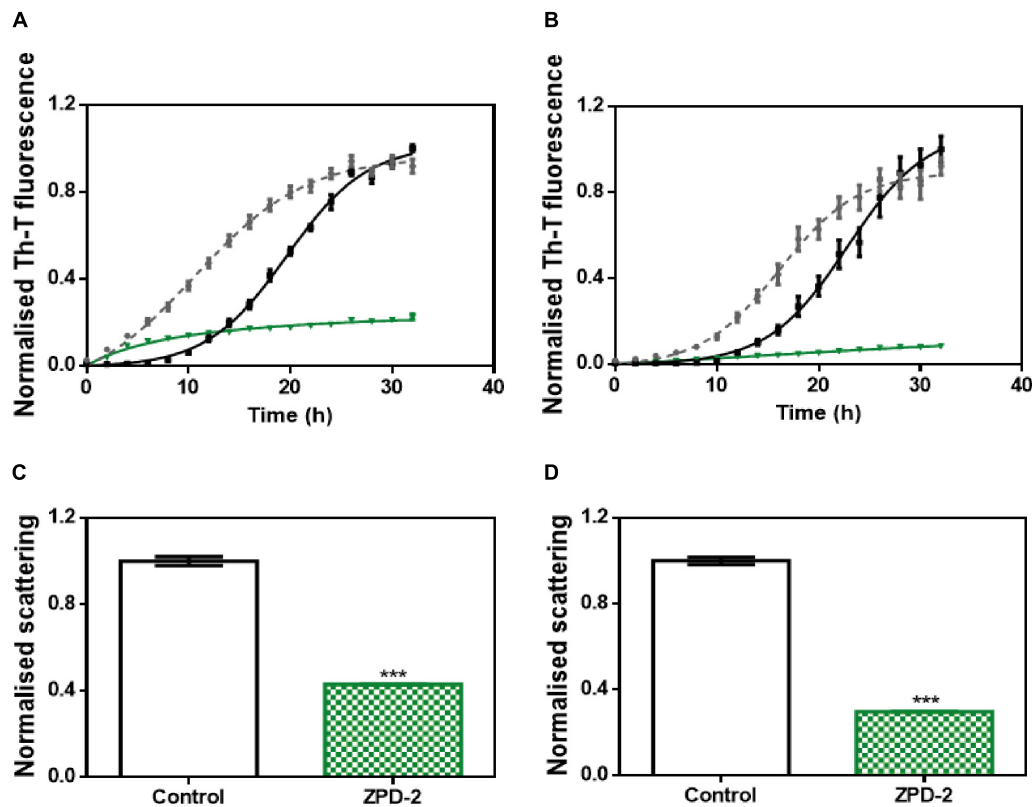 A
Normalised Th-T fluorescence
1.2
0.8
0.4
0.0
0
10
20
30
40
Time (h)
B
Normalised Th-T fluorescence
1.2
0.8
0.4
0.0
0
10
20
30
40
Time (h)
C
Normalised scattering
1.2
0.8
0.4
0.0
***
Control
ZPD-2
D
Normalised scattering
1.2
0.8
0.4
0.0
***
Control
ZPD-2